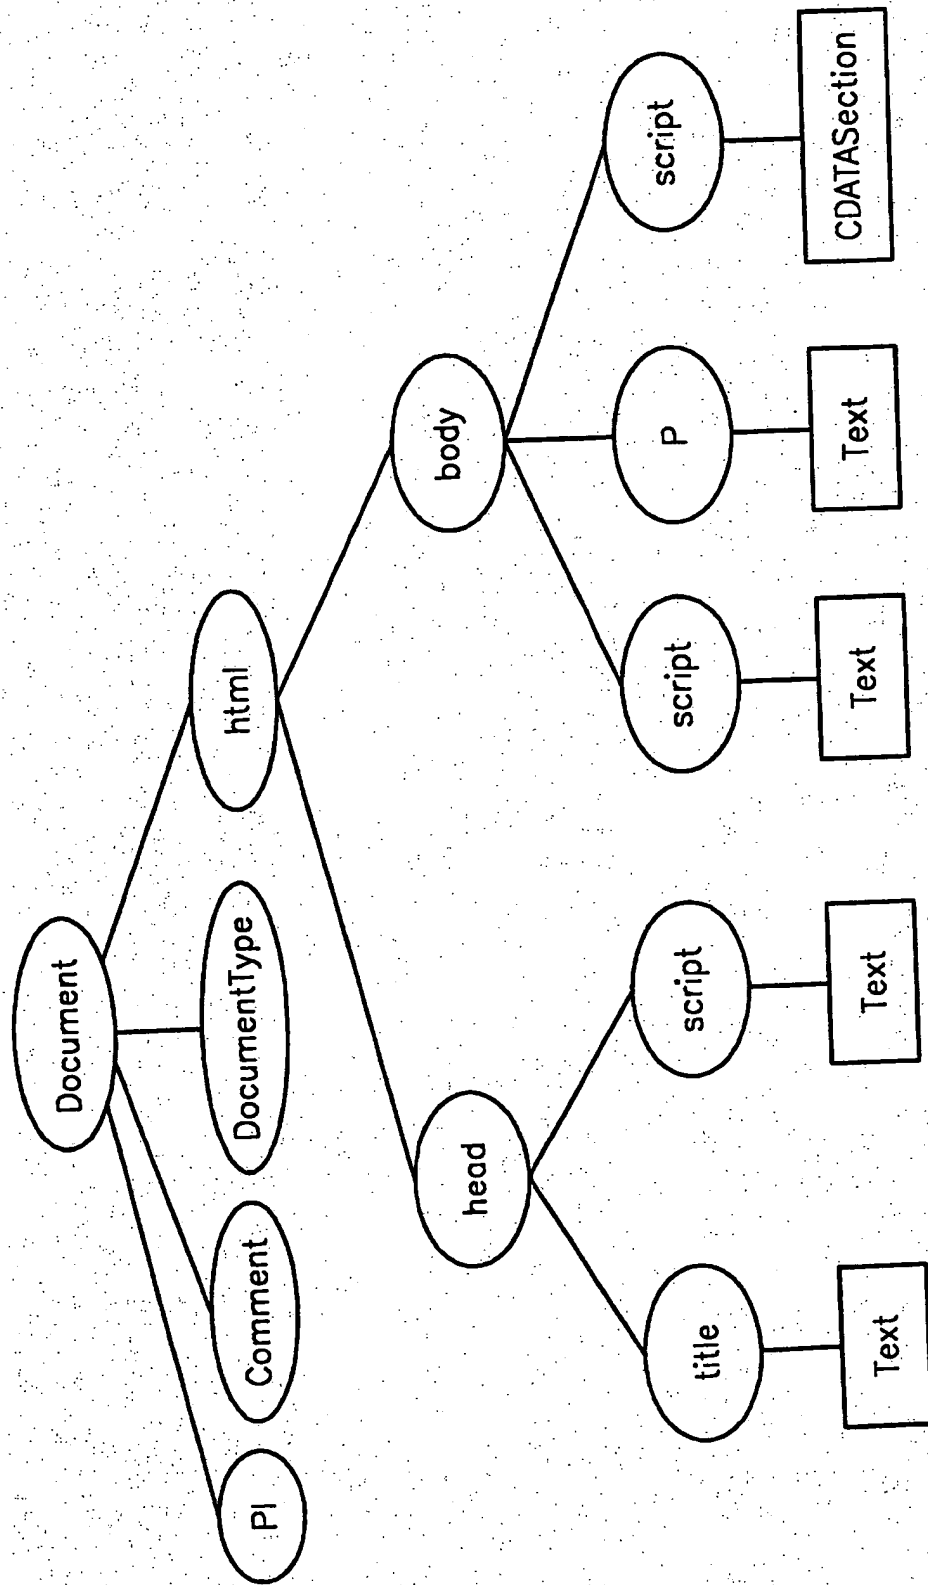 Document
PI
Comment
DocumentType
html
head
body
title
script
script
P
script
Text
Text
Text
Text
CDATASection